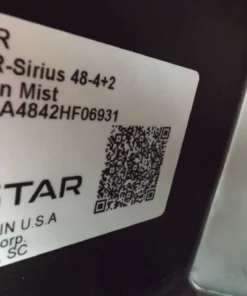 R
R-Sirius 48-4+2
n Mist
A4842HF06931
STAR
IN U.S.A
orp.
, SC